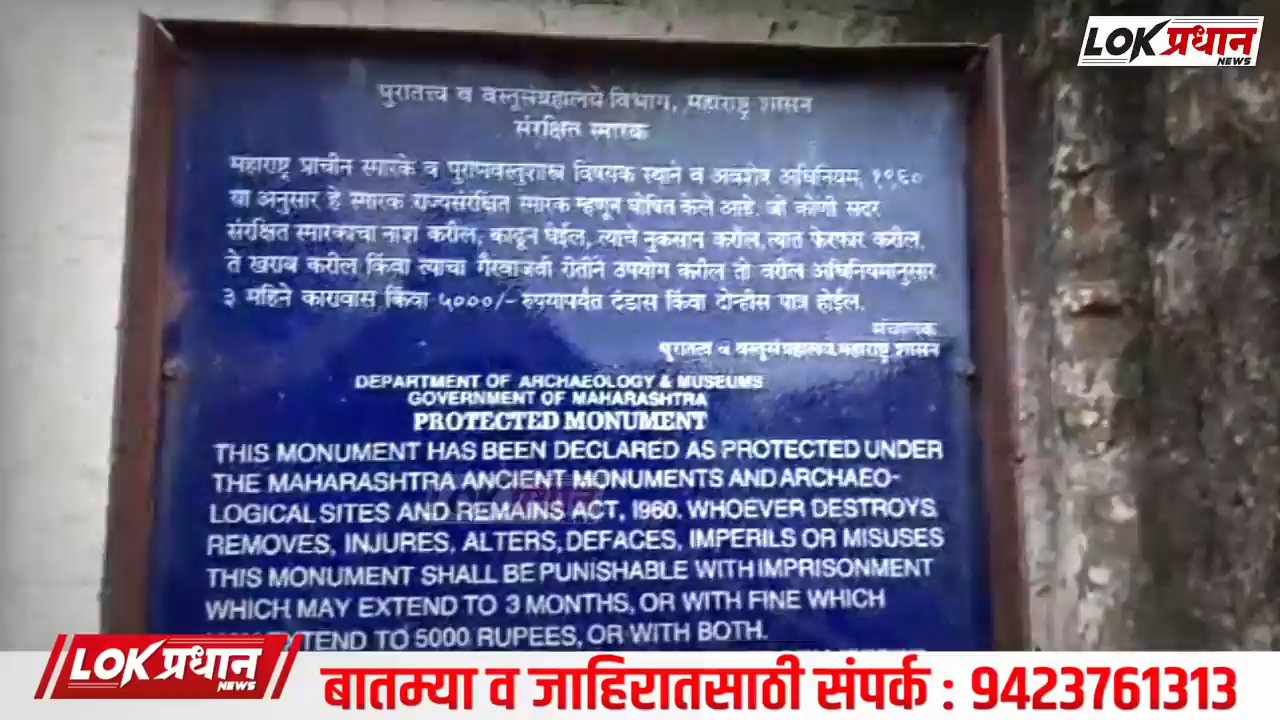 LOK प्रधान
NEWS
पुरातत्त्व व वस्तुसंग्रहालये विभाग, महाराष्ट्र शासन
संरक्षित स्मारक
महाराष्ट्र प्राचीन स्मारके व पुराणवस्तुशास्त्र विषयक स्थाने व अवशेष अधिनियम, १९६०
या अनुसार हे स्मारक राज्यसंरक्षित स्मारक म्हणून घोषित केले आहे. जो कोणी सदर
संरक्षित स्मारकाचा नाश करील, काढून घेईल, त्याचे नुकसान करील, त्यात फेरफार करील,
ते खराब करील किंवा त्याचा गैरवाजवी रीतीने उपयोग करील तो वरील अधिनियमानुसार
३ महिने कारावास किंवा ५०००/- रुपयापर्यंत दंडास किंवा दोन्हीस पात्र होईल.
संचालक
पुरातत्व व वस्तुसंग्रहालये महाराष्ट्र शासन
DEPARTMENT OF ARCHAEOLOGY & MUSEUMS
GOVERNMENT OF MAHARASHTRA
PROTECTED MONUMENT
THIS MONUMENT HAS BEEN DECLARED AS PROTECTED UNDER
THE MAHARASHTRA ANCIENT MONUMENTS AND ARCHAEO-
LOGICAL SITES AND REMAINS ACT, 1960. WHOEVER DESTROYS
REMOVES, INJURES, ALTERS, DEFACES, IMPERILS OR MISUSES
THIS MONUMENT SHALL BE PUNISHABLE WITH IMPRISONMENT
WHICH MAY EXTEND TO 3 MONTHS, OR WITH FINE WHICH
TO 5000 RUPEES, OR WITH BOTH.
LOK प्रधान
NEWS
बातम्या व जाहिरातसाठी संपर्क : 9423761313